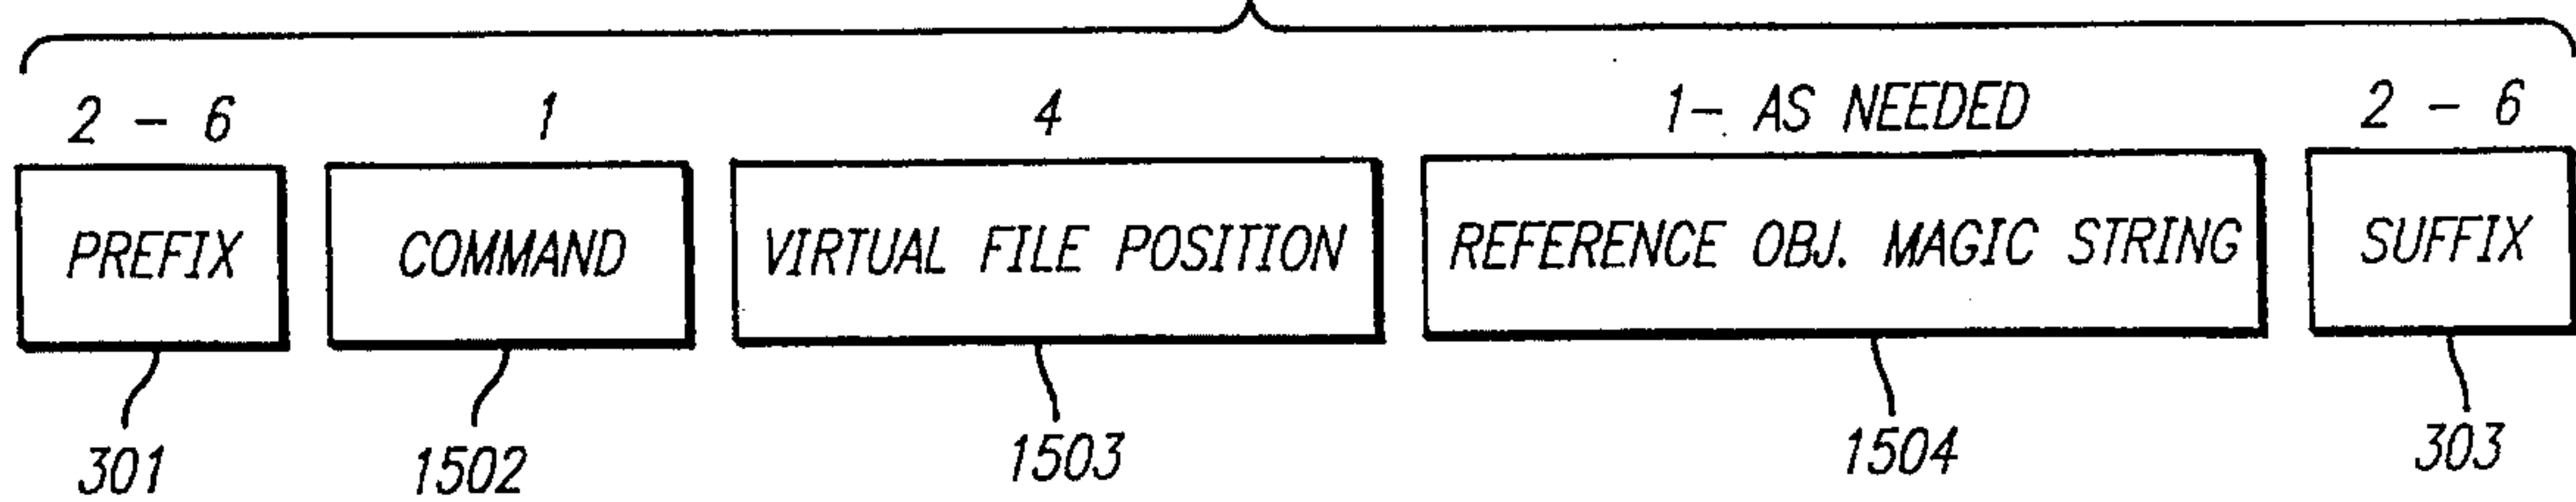 2 - 6 1 4 1- AS NEEDED 2 - 6
PREFIX COMMAND VIRTUAL FILE POSITION REFERENCE OBJ. MAGIC STRING SUFFIX
301 1502 1503 1504 303